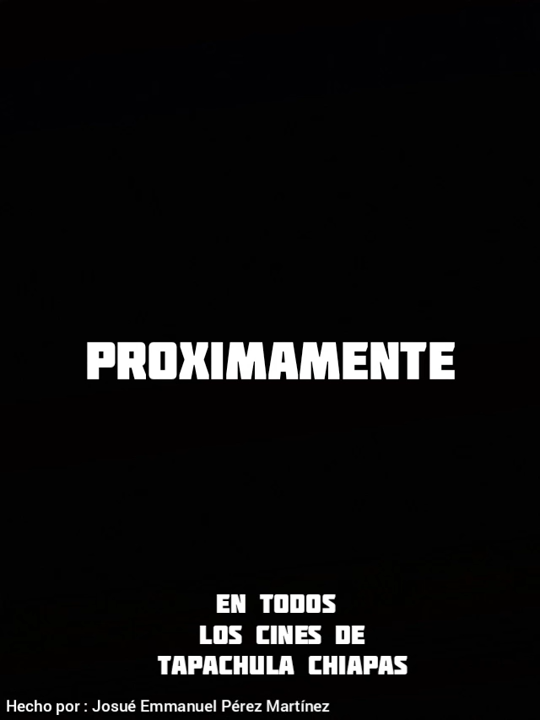 PROXIMAMENTE
EN TODOS
LOS CINES DE
TAPACHULA CHIAPAS
Hecho por : Josué Emmanuel Pérez Martínez